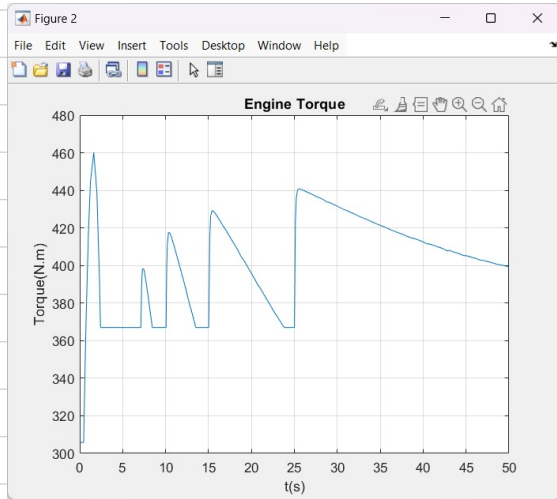 Figure 2
File Edit View Insert Tools Desktop Window Help
Engine Torque
480
460
440
420
400
380
360
340
320
300
Torque(N.m)
0 5 10 15 20 25 30 35 40 45 50
t(s)